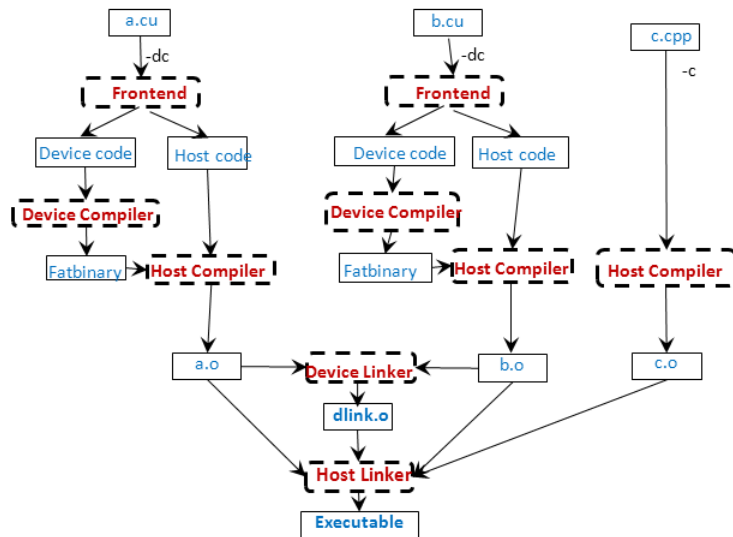 a.cu
b.cu
c.cpp
-dc
-dc
-c
Frontend
Frontend
Device code
Host code
Device code
Host code
Device Compiler
Device Compiler
Fatbinary
Host Compiler
Fatbinary
Host Compiler
Host Compiler
a.o
Device Linker
b.o
c.o
dlink.o
Host Linker
Executable